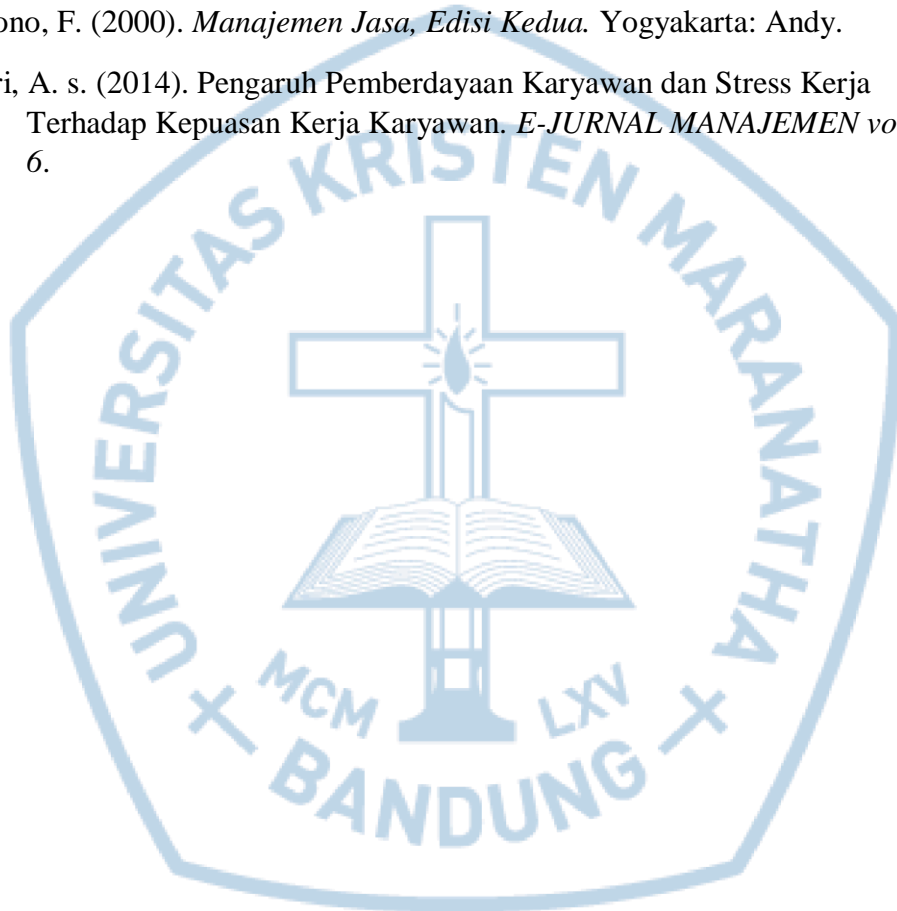 ono, F. (2000). Manajemen Jasa, Edisi Kedua. Yogyakarta: Andy.
ri, A. s. (2014). Pengaruh Pemberdayaan Karyawan dan Stress Kerja
Terhadap Kepuasan Kerja Karyawan. E-JURNAL MANAJEMEN vo
6.
UNIVERSITAS KRISTEN MARANATHA
MCM LXV
BANDUNG